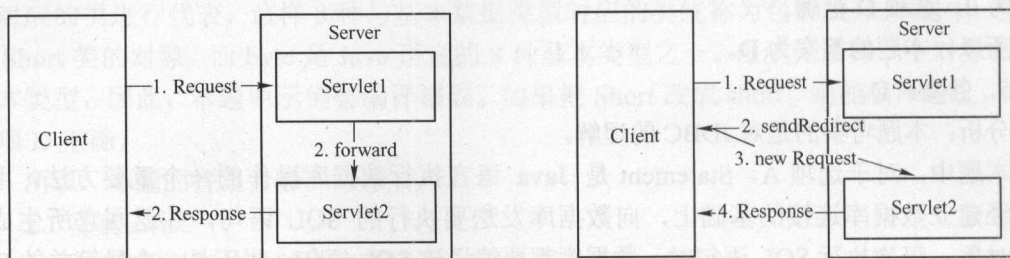 Server
Servlet1
1. Request
Client
2. forward
2. Response
Servlet2
Server
Servlet1
1. Request
Client
2. sendRedirect
3. new Request
4. Response
Servlet2